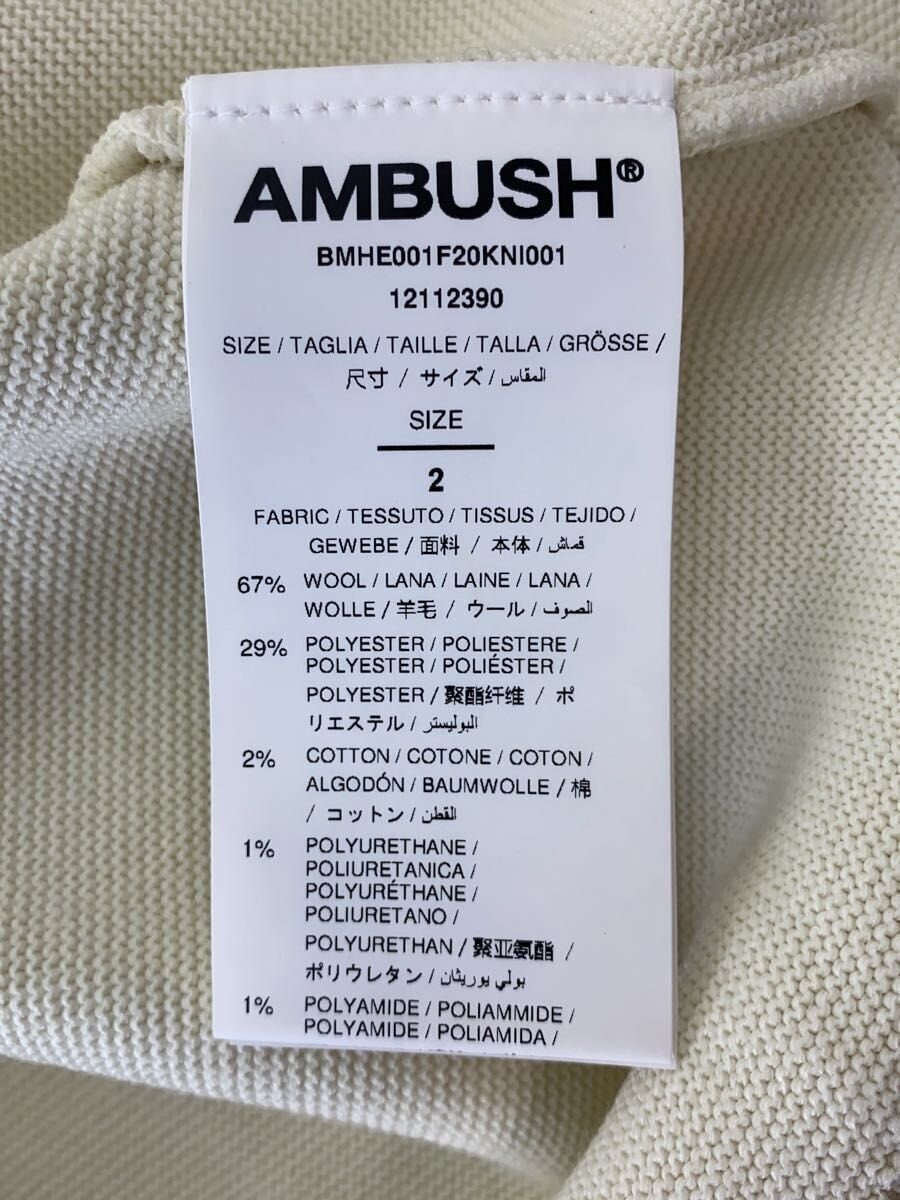 AMBUSH®
BMHE001F20KNI001
12112390
SIZE / TAGLIA / TAILLE / TALLA / GRÖSSE /
尺寸 / サイズ / المقاس
SIZE
2
FABRIC / TESSUTO / TISSUS / TEJIDO /
GEWEBE / 面料 / 本体 / قماش
67% WOOL / LANA / LAINE / LANA /
WOLLE / 羊毛 / ウール / الصوف
29% POLYESTER / POLIESTERE /
POLYESTER / POLIÉSTER /
POLYESTER / 聚酯纤维 / ポ
リエステル / البوليستر
2% COTTON / COTONE / COTON /
ALGODÓN / BAUMWOLLE / 棉
/ コットン / القطن
1% POLYURETHANE /
POLIURETANICA /
POLYURÉTHANE /
POLIURETANO /
POLYURETHAN / 聚亚氨酯 /
ポリウレタン / بولي يوريثان
1% POLYAMIDE / POLIAMMIDE /
POLYAMIDE / POLIAMIDA /